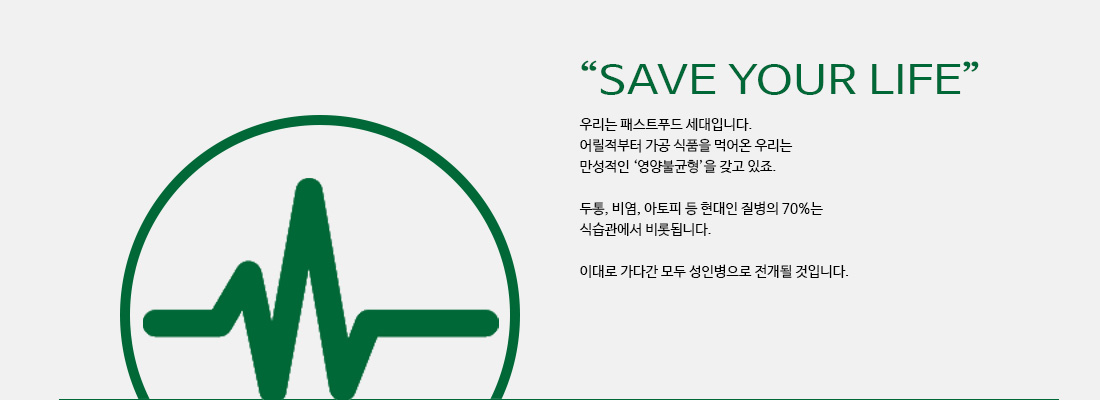 “SAVE YOUR LIFE”
우리는 패스트푸드 세대입니다.
어릴적부터 가공 식품을 먹어온 우리는
만성적인 ‘영양불균형’을 갖고 있죠.
두통, 비염, 아토피 등 현대인 질병의 70%는
식습관에서 비롯됩니다.
이대로 가다간 모두 성인병으로 전개될 것입니다.